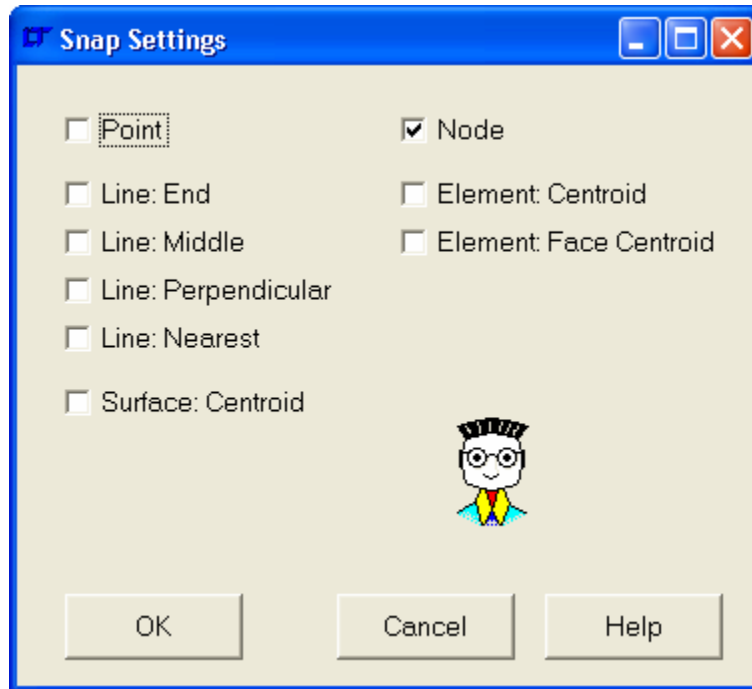 Snap Settings
Point
Node
Line: End
Element: Centroid
Line: Middle
Element: Face Centroid
Line: Perpendicular
Line: Nearest
Surface: Centroid
OK
Cancel
Help